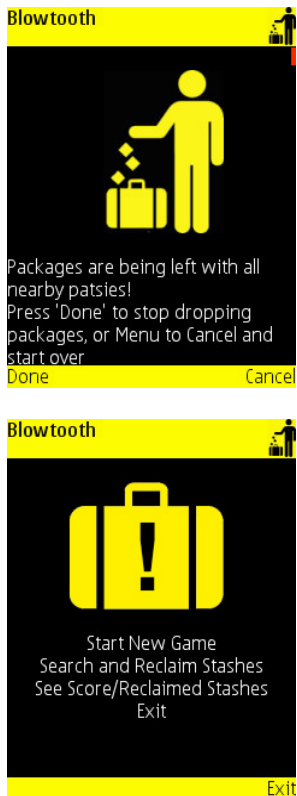 Blowtooth
Packages are being left with all
nearby patsies!
Press 'Done' to stop dropping
packages, or Menu to Cancel and
start over
Done Cancel
Blowtooth
!
Start New Game
Search and Reclaim Stashes
See Score/Reclaimed Stashes
Exit
Exit